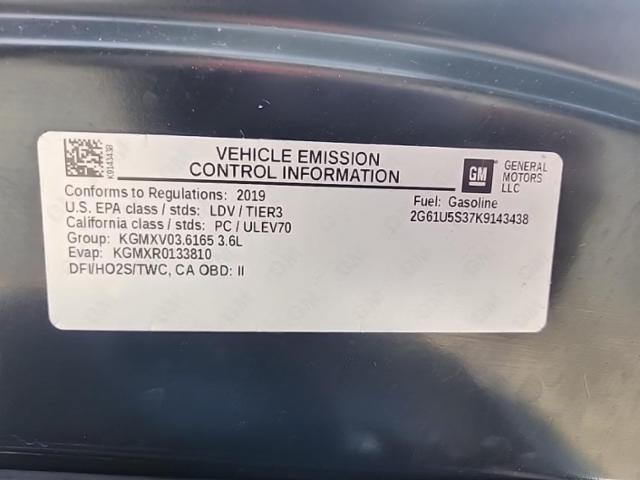 K9143438
VEHICLE EMISSION
CONTROL INFORMATION
GM
GENERAL
MOTORS
LLC
Conforms to Regulations: 2019
U.S. EPA class / stds: LDV / TIER3
California class / stds: PC / ULEV70
Group: KGMXV03.6165 3.6L
Evap: KGMXR0133810
DFI/HO2S/TWC, CA OBD: II
Fuel: Gasoline
2G61U5S37K9143438